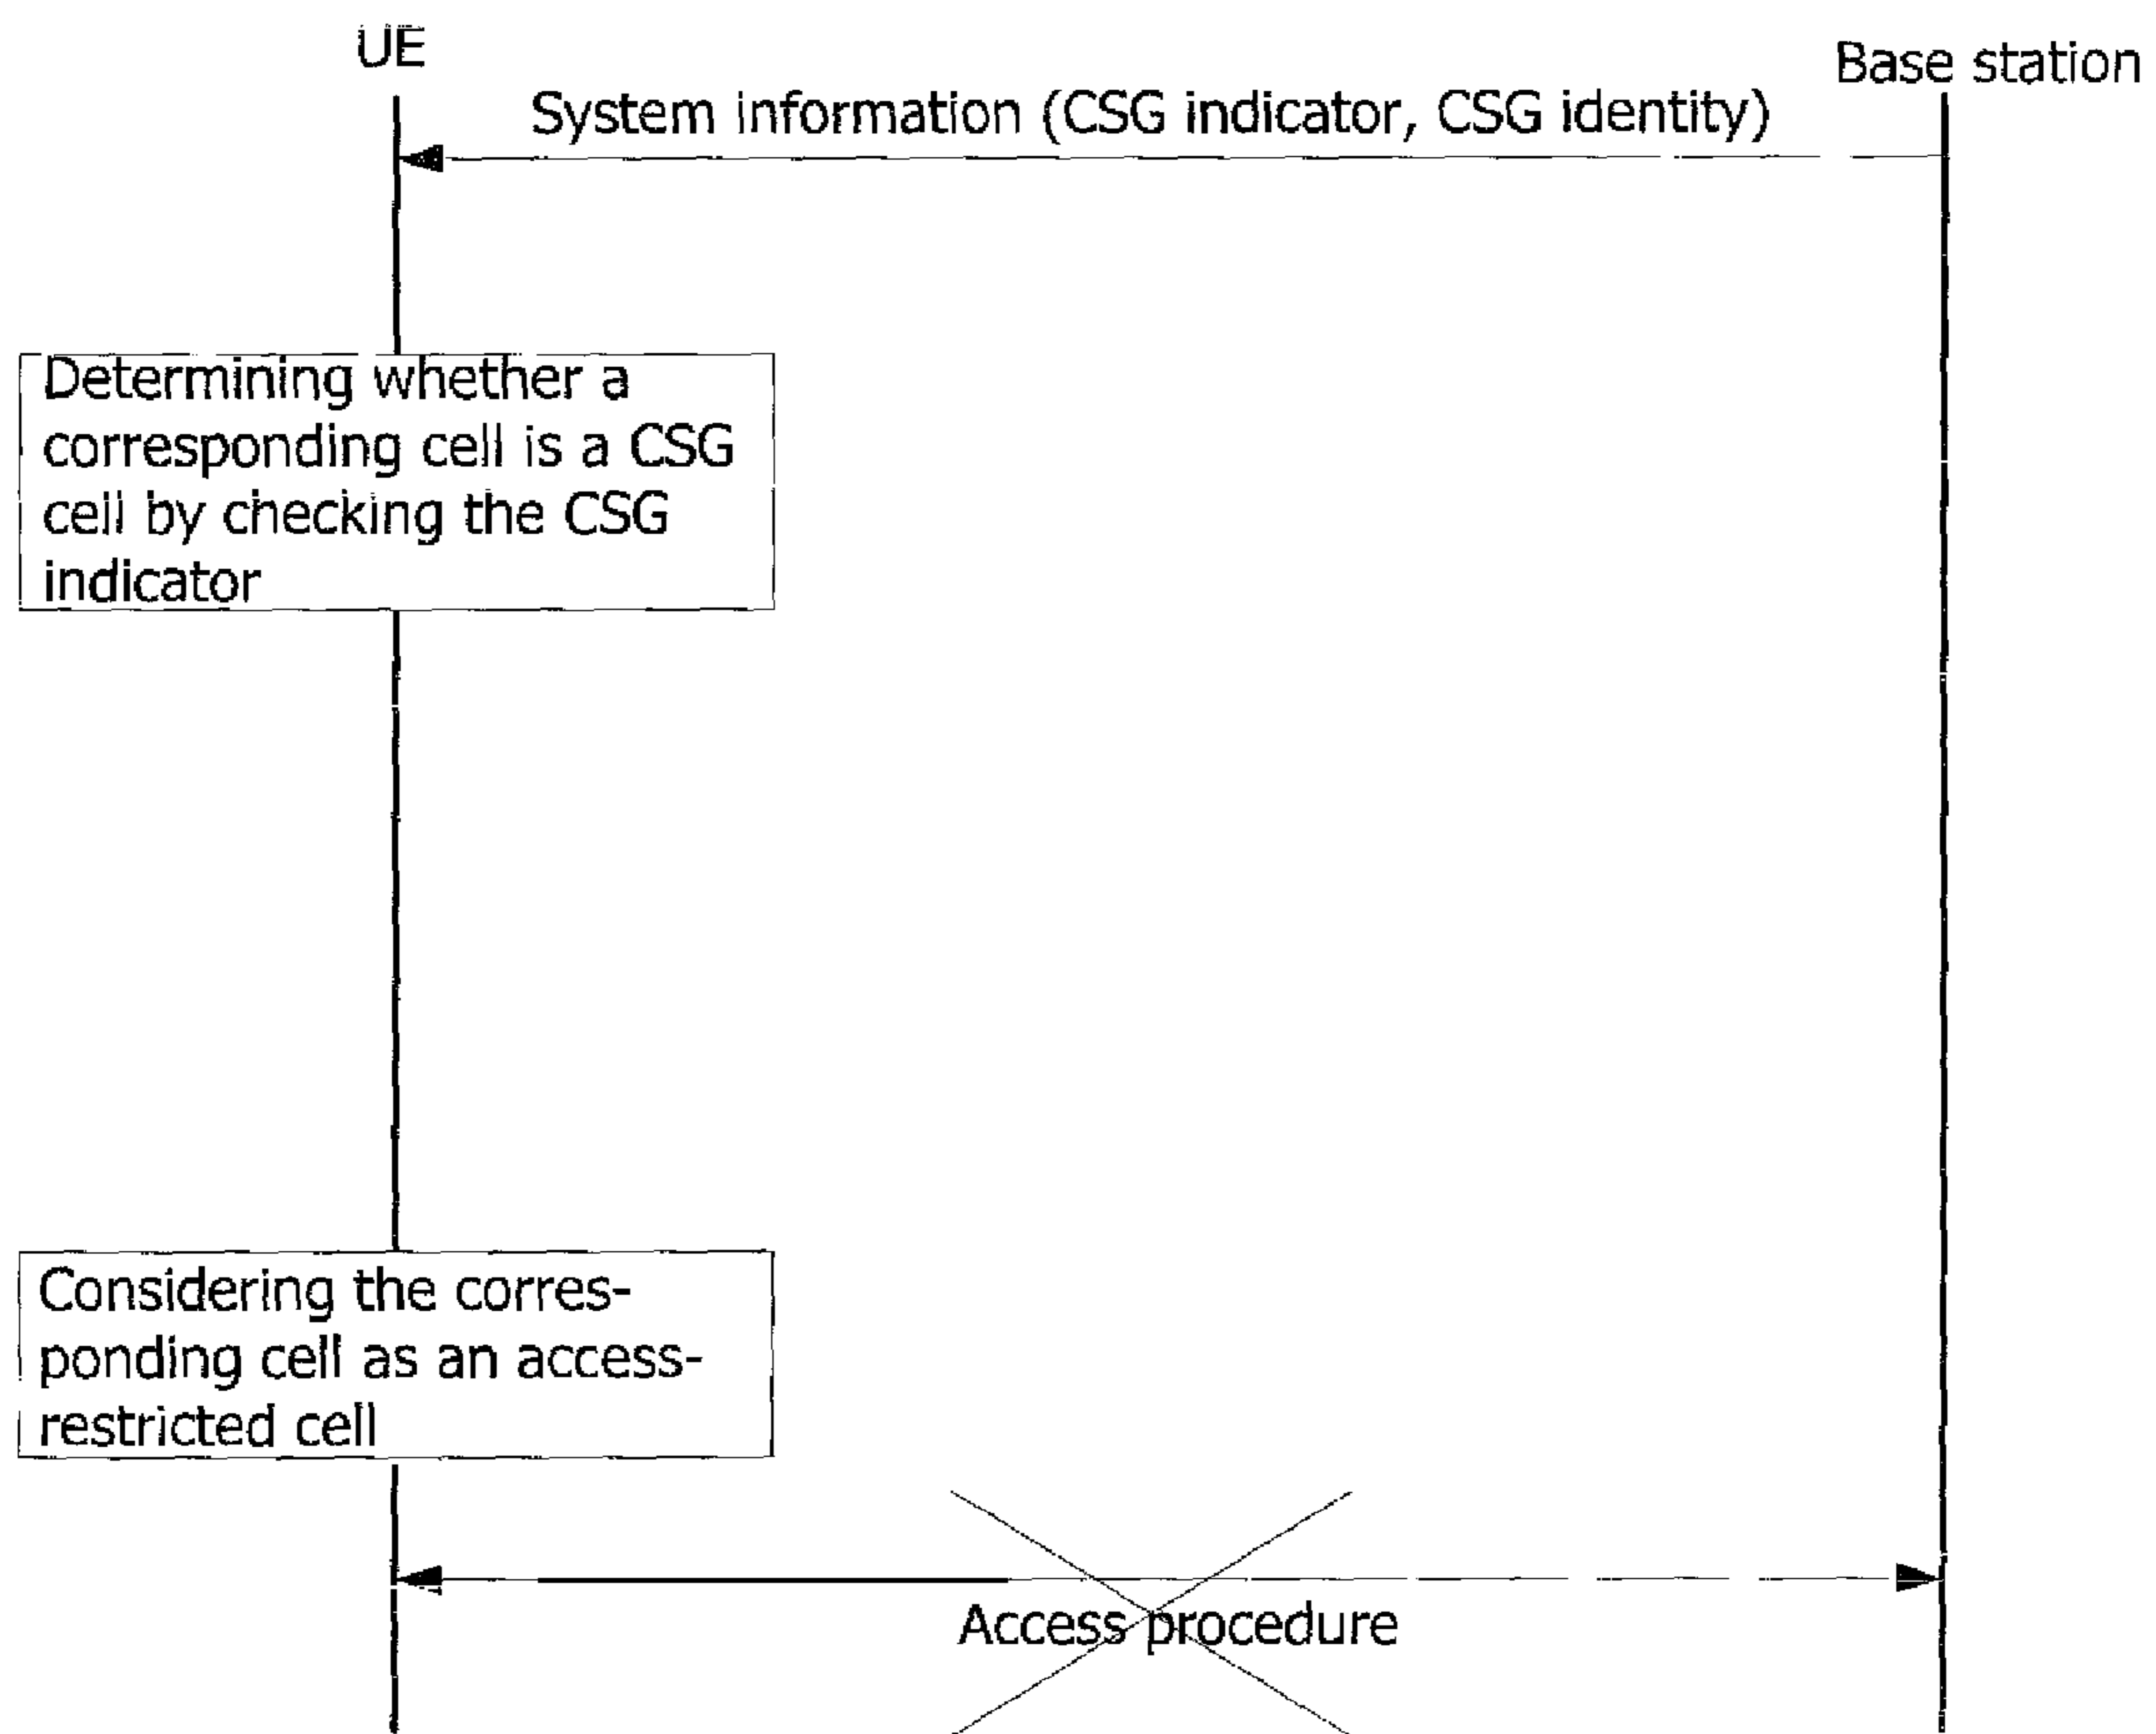 UE
Base station
System information (CSG indicator, CSG identity)
Determining whether a
corresponding cell is a CSG
cell by checking the CSG
indicator
Considering the corres-
ponding cell as an access-
restricted cell
Access procedure